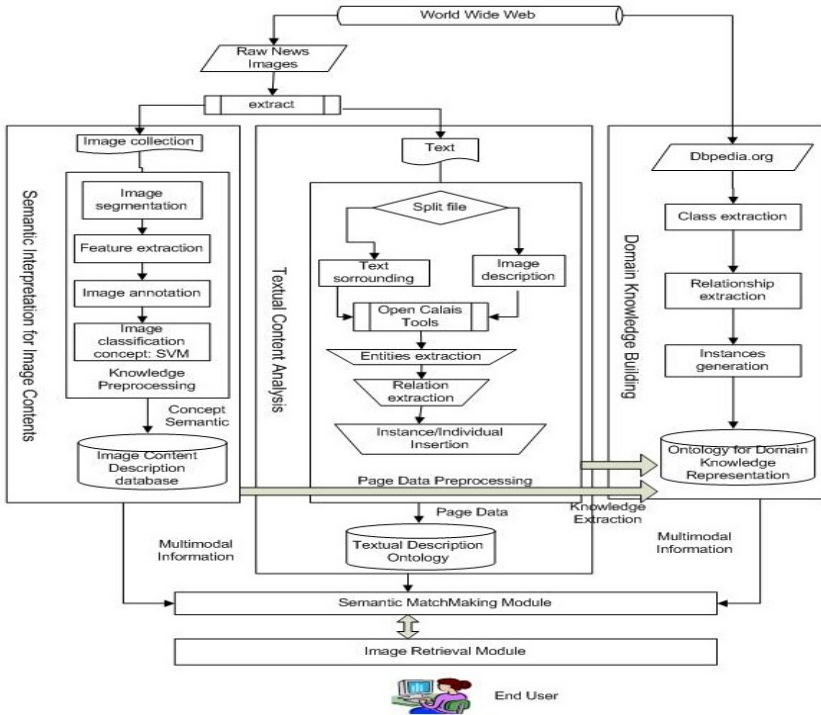 World Wide Web
Raw News
Images
extract
Image collection
Semantic Interpretation for Image Contents
Image
segmentation
Feature extraction
Image annotation
Image
classification
concept: SVM
Knowledge
Preprocessing
Concept
Semantic
Image Content
Description
database
Textual Content Analysis
Text
Split file
Text
sorrounding
Image
description
Open Calais
Tools
Entities extraction
Relation
extraction
Instance/Individual
Insertion
Page Data Preprocessing
Page Data
Textual Description
Ontology
Domain Knowledge Building
Dbpedia.org
Class extraction
Relationship
extraction
Instances
generation
Ontology for Domain
Knowledge
Representation
Knowledge
Extraction
Multimodal
Information
Multimodal
Information
Semantic MatchMaking Module
Image Retrieval Module
End User